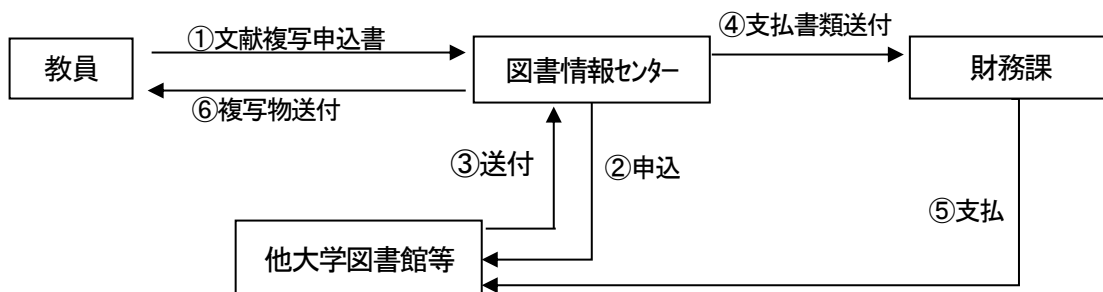 ①文献複写申込書
④支払書類送付
教員
図書情報センター
財務課
⑥複写物送付
③送付
②申込
⑤支払
他大学図書館等